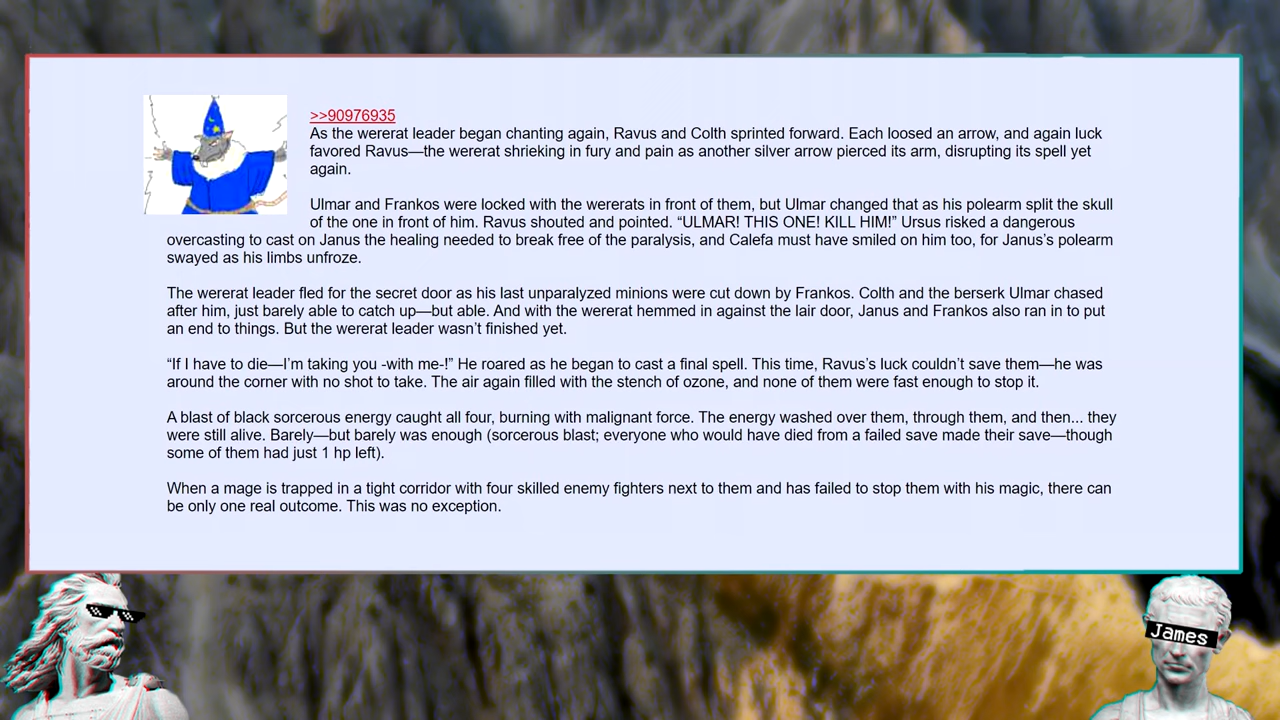 >>90976935
As the wererat leader began chanting again, Ravus and Colth sprinted forward. Each loosed an arrow, and again luck
favored Ravus—the wererat shrieking in fury and pain as another silver arrow pierced its arm, disrupting its spell yet
again.
Ulmar and Frankos were locked with the wererats in front of them, but Ulmar changed that as his polearm split the skull
of the one in front of him. Ravus shouted and pointed. “ULMAR! THIS ONE! KILL HIM!” Ursus risked a dangerous
overcasting to cast on Janus the healing needed to break free of the paralysis, and Calefa must have smiled on him too, for Janus’s polearm
swayed as his limbs unfroze.
The wererat leader fled for the secret door as his last unparalyzed minions were cut down by Frankos. Colth and the berserk Ulmar chased
after him, just barely able to catch up—but able. And with the wererat hemmed in against the lair door, Janus and Frankos also ran in to put
an end to things. But the wererat leader wasn’t finished yet.
“If I have to die—I’m taking you -with me-!” He roared as he began to cast a final spell. This time, Ravus’s luck couldn’t save them—he was
around the corner with no shot to take. The air again filled with the stench of ozone, and none of them were fast enough to stop it.
A blast of black sorcerous energy caught all four, burning with malignant force. The energy washed over them, through them, and then... they
were still alive. Barely—but barely was enough (sorcerous blast; everyone who would have died from a failed save made their save—though
some of them had just 1 hp left).
When a mage is trapped in a tight corridor with four skilled enemy fighters next to them and has failed to stop them with his magic, there can
be only one real outcome. This was no exception.
James